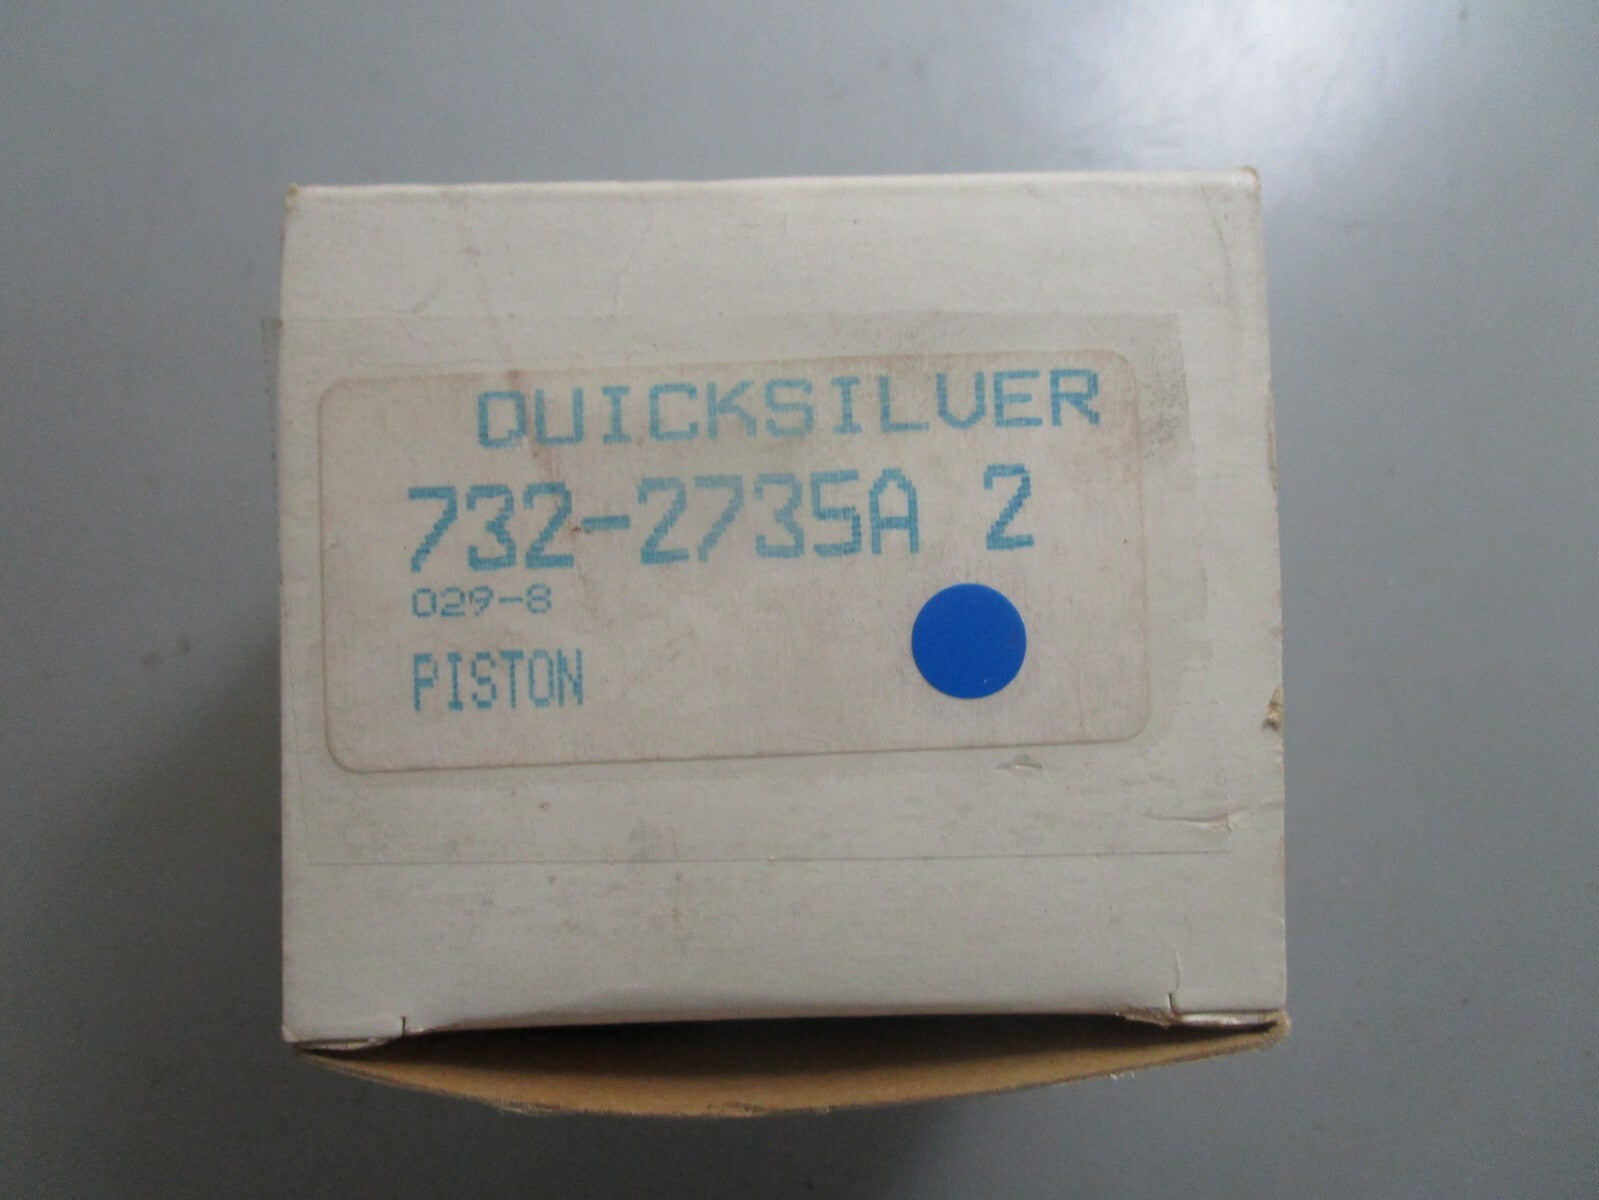 QUICKSILVER
732-2735A 2
029-8
PISTON